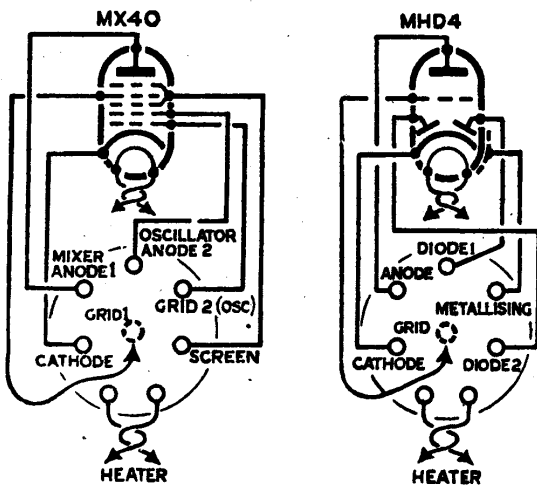 MX40
OSCILLATOR
ANODE 2
MIXER
ANODE 1
GRID 2 (OSC)
GRID 1
CATHODE
SCREEN
HEATER
MHD4
DIODE 1
ANODE
METALLISING
GRID
CATHODE
DIODE 2
HEATER